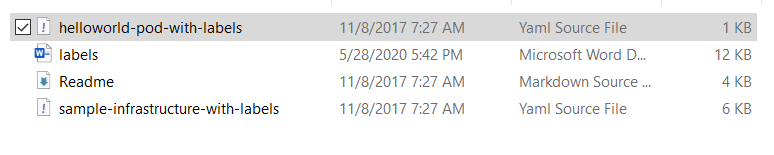 helloworld-pod-with-labels 11/8/2017 7:27 AM Yaml Source File 1 KB
labels 5/28/2020 5:42 PM Microsoft Word D... 12 KB
Readme 11/8/2017 7:27 AM Markdown Source ... 4 KB
sample-infrastructure-with-labels 11/8/2017 7:27 AM Yaml Source File 6 KB